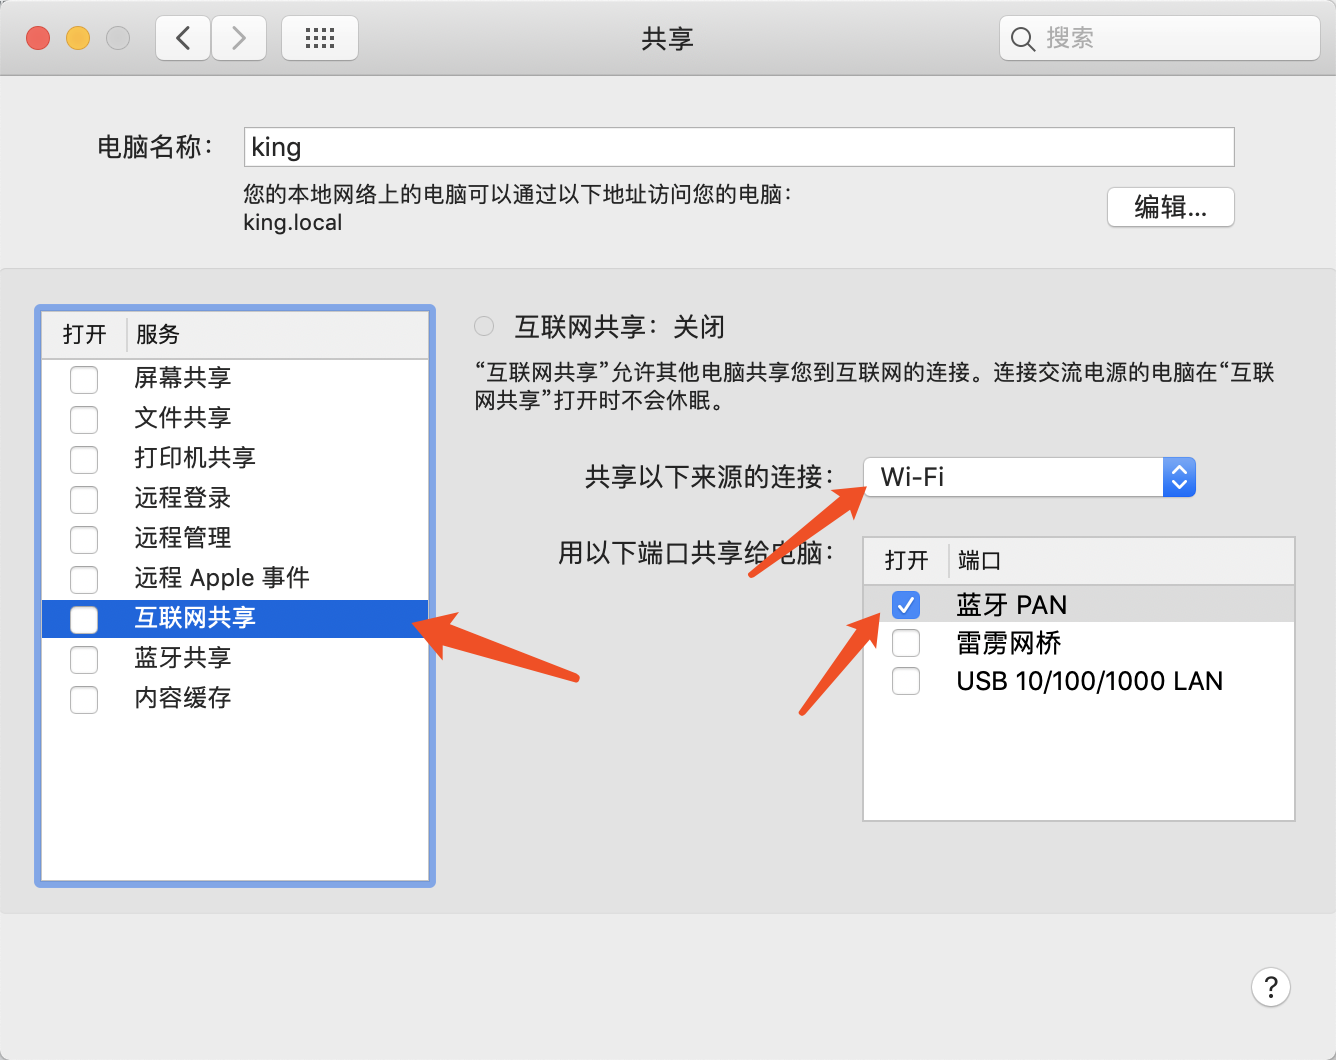 共享
搜索
电脑名称：
king
您的本地网络上的电脑可以通过以下地址访问您的电脑：
king.local
编辑...
打开 服务
屏幕共享
文件共享
打印机共享
远程登录
远程管理
远程 Apple 事件
互联网共享
蓝牙共享
内容缓存
互联网共享：关闭
“互联网共享”允许其他电脑共享您到互联网的连接。连接交流电源的电脑在“互联
网共享”打开时不会休眠。
共享以下来源的连接：
Wi-Fi
用以下端口共享给电脑：
打开 端口
蓝牙 PAN
雷雳网桥
USB 10/100/1000 LAN
?